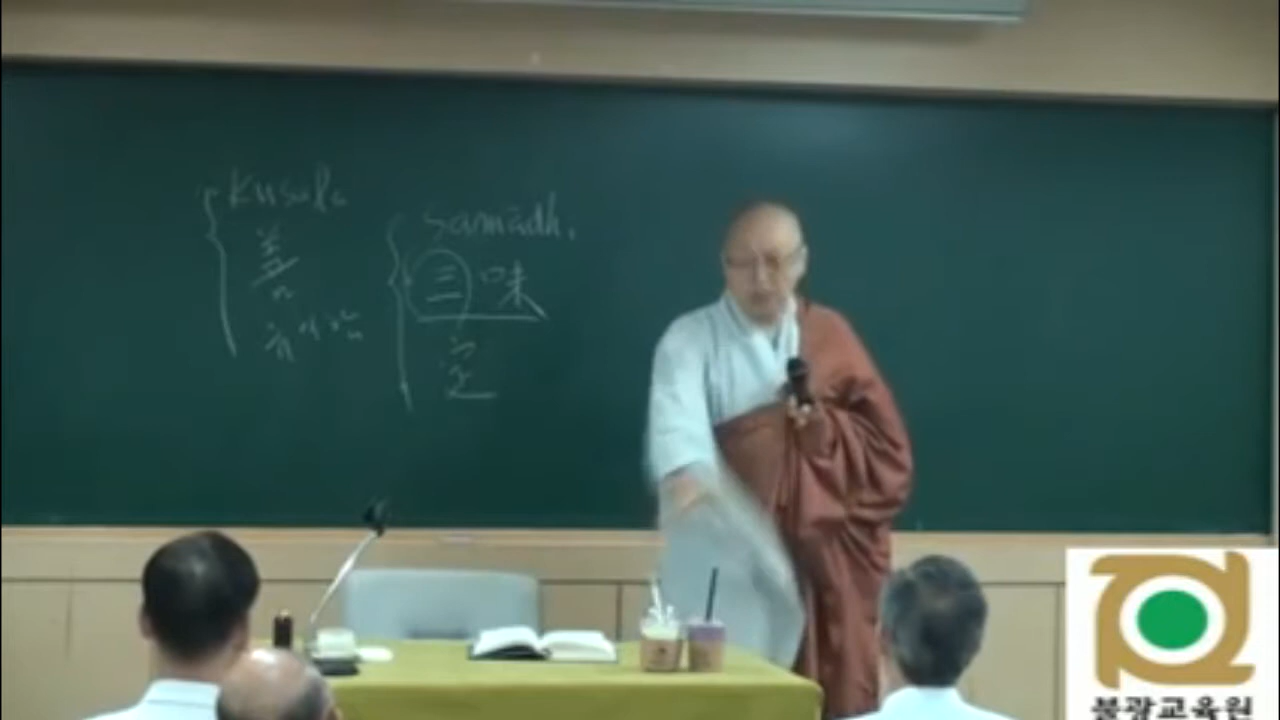 kusala
善
samādhi
三昧
定
불광교육원